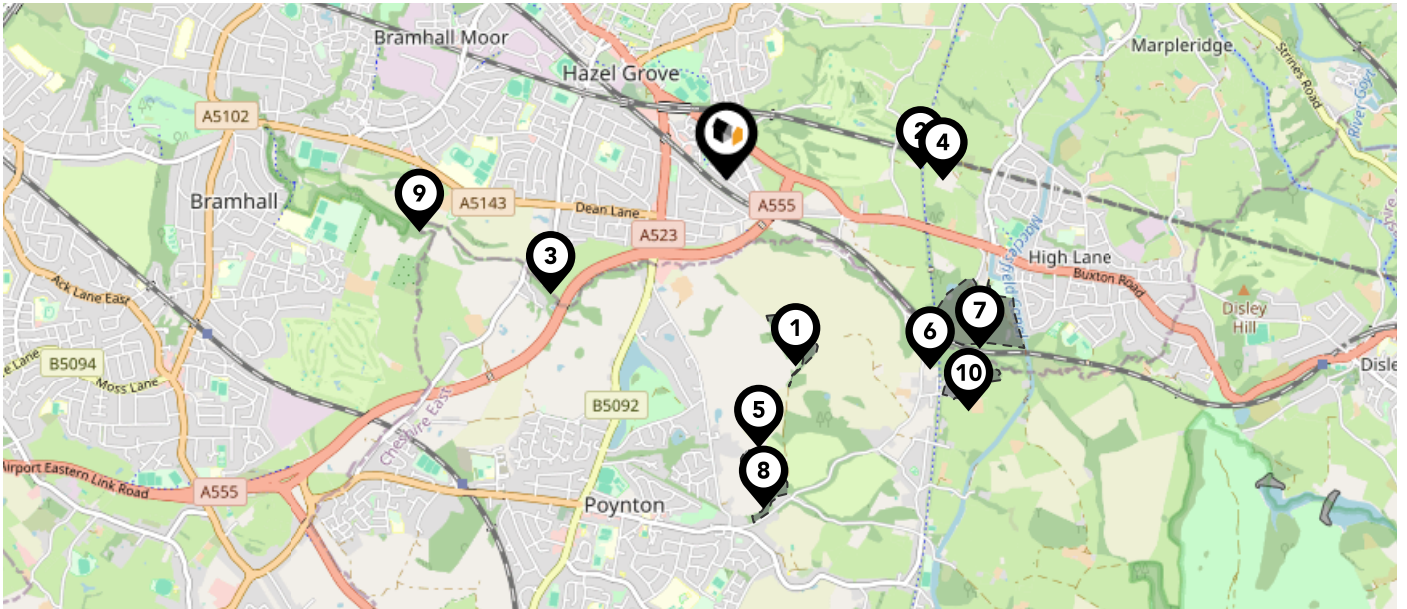 Bramhall Moor
Hazel Grove
Marpleridge
Strines Road
River Goyt
A5102
2
4
9
A5143
Dean Lane
A555
Bramhall
A523
3
High Lane
Buxton Road
Ack Lane East
7
Disley
Hill
1
6
B5094
Moss Lane
10
Disle
B5092
5
Cheshire East
8
Airport Eastern Link Road
A555
Poynton